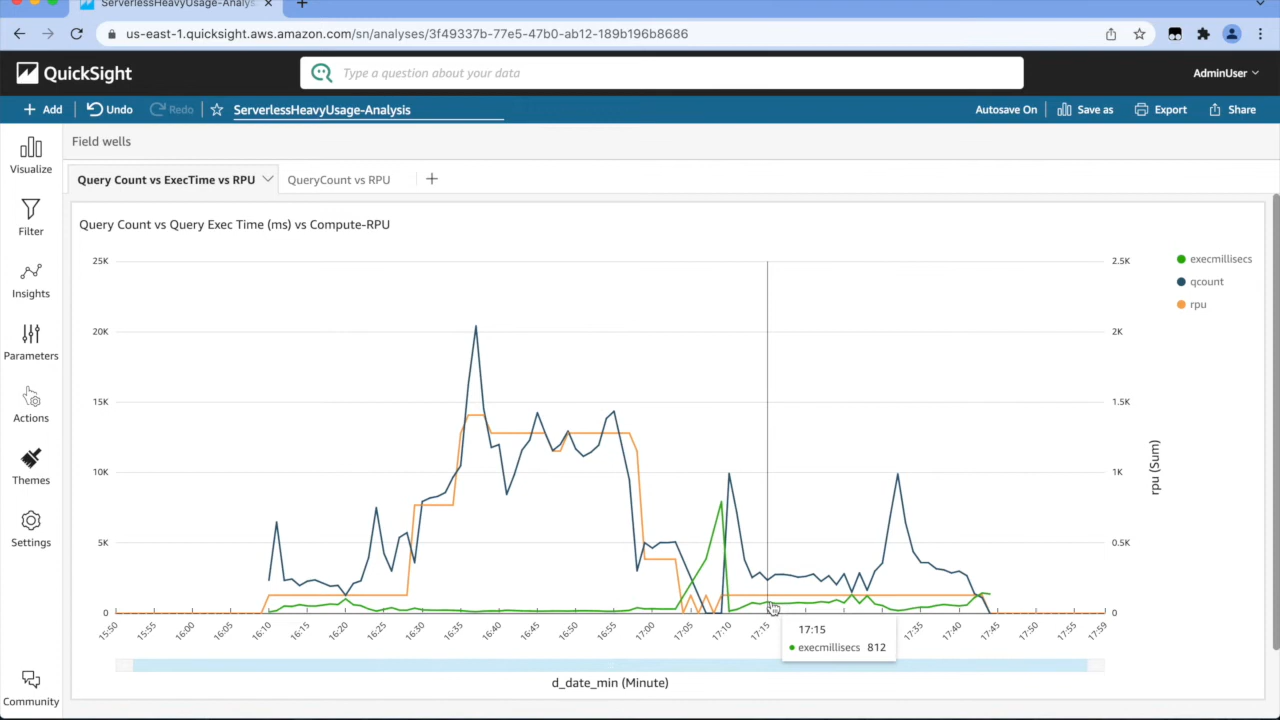 ServerlessHeavyUsage-Analysis
us-east-1.quicksight.aws.amazon.com/sn/analyses/3f49337b-77e5-47b0-ab12-189b196b8686
QuickSight
Type a question about your data
AdminUser
Add
Undo
Redo
ServerlessHeavyUsage-Analysis
Autosave On
Save as
Export
Share
Visualize
Filter
Insights
Parameters
Actions
Themes
Settings
Community
Field wells
Query Count vs ExecTime vs RPU
QueryCount vs RPU
Query Count vs Query Exec Time (ms) vs Compute-RPU
25K
20K
15K
10K
5K
0
2.5K
2K
1.5K
1K
0.5K
0
rpu (Sum)
execmillisecs
qcount
rpu
15:50
15:55
16:00
16:05
16:10
16:15
16:20
16:25
16:30
16:35
16:40
16:45
16:50
16:55
17:00
17:05
17:10
17:15
17:35
17:40
17:45
17:50
17:55
17:59
17:15
execmillisecs 812
d_date_min (Minute)